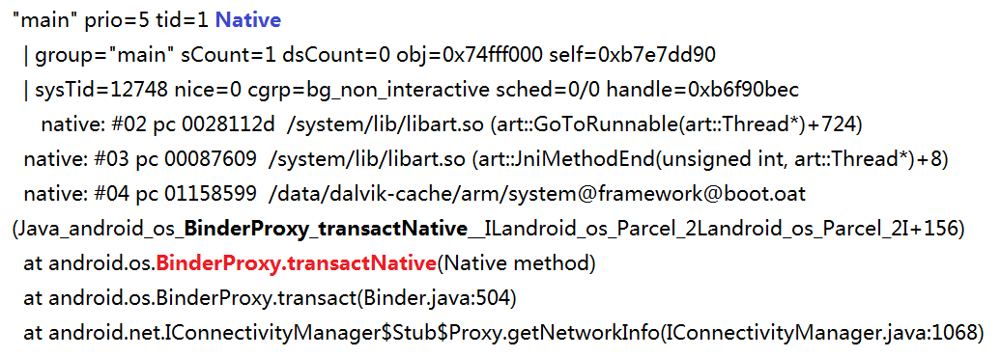 "main" prio=5 tid=1 Native
| group="main" sCount=1 dsCount=0 obj=0x74fff000 self=0xb7e7dd90
| sysTid=12748 nice=0 cgrp=bg_non_interactive sched=0/0 handle=0xb6f90bec
native: #02 pc 0028112d /system/lib/libart.so (art::GoToRunnable(art::Thread*)+724)
native: #03 pc 00087609 /system/lib/libart.so (art::JniMethodEnd(unsigned int, art::Thread*)+8)
native: #04 pc 01158599 /data/dalvik-cache/arm/system@framework@boot.oat
(Java_android_os_BinderProxy_transactNative__ILandroid_os_Parcel_2Landroid_os_Parcel_2I+156)
at android.os.BinderProxy.transactNative(Native method)
at android.os.BinderProxy.transact(Binder.java:504)
at android.net.IConnectivityManager$Stub$Proxy.getNetworkInfo(IConnectivityManager.java:1068)